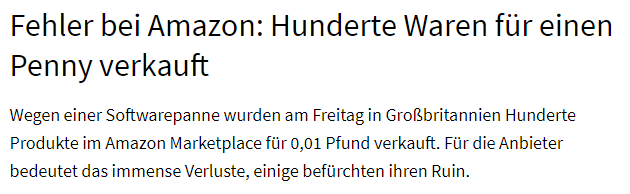 Fehler bei Amazon: Hunderte Waren für einen
Penny verkauft
Wegen einer Softwarepanne wurden am Freitag in Großbritannien Hunderte
Produkte im Amazon Marketplace für 0,01 Pfund verkauft. Für die Anbieter
bedeutet das immense Verluste, einige befürchten ihren Ruin.